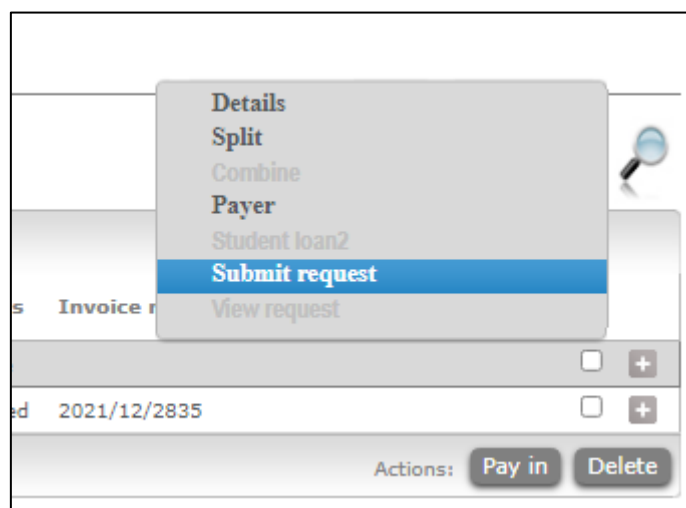 Details
Split
Combine
Payer
Student loan2
Submit request
View request
s Invoice r
ed 2021/12/2835
Actions: Pay in Delete